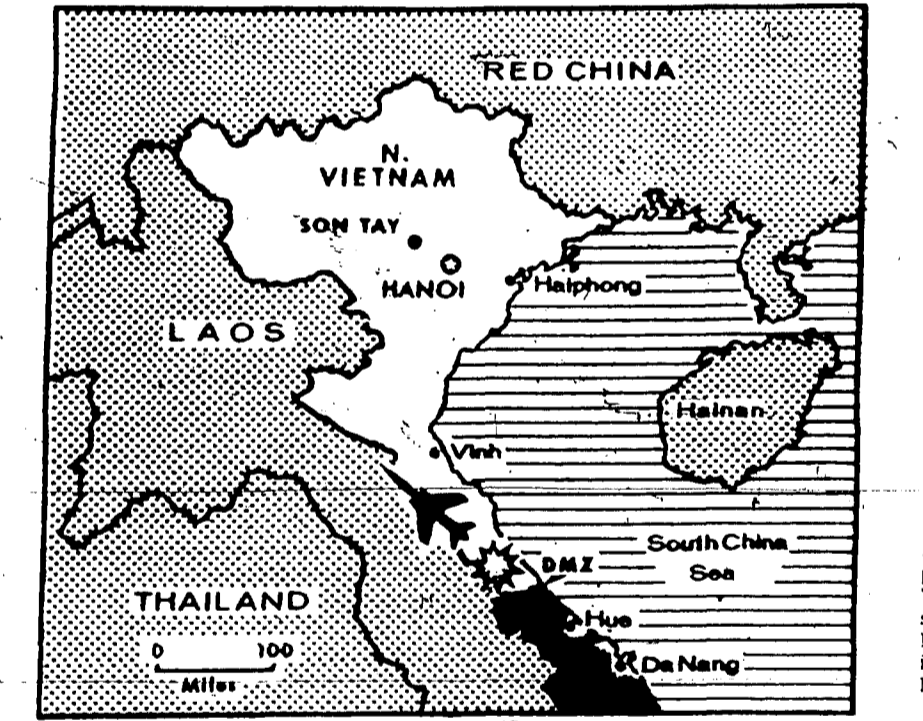 RED CHINA
N.
VIETNAM
SON TAY
HANOI
Haiphong
LAOS
Hainan
Vinh
South China
Sea
DMZ
THAILAND
Hue
0 100
Miles
Da Nang